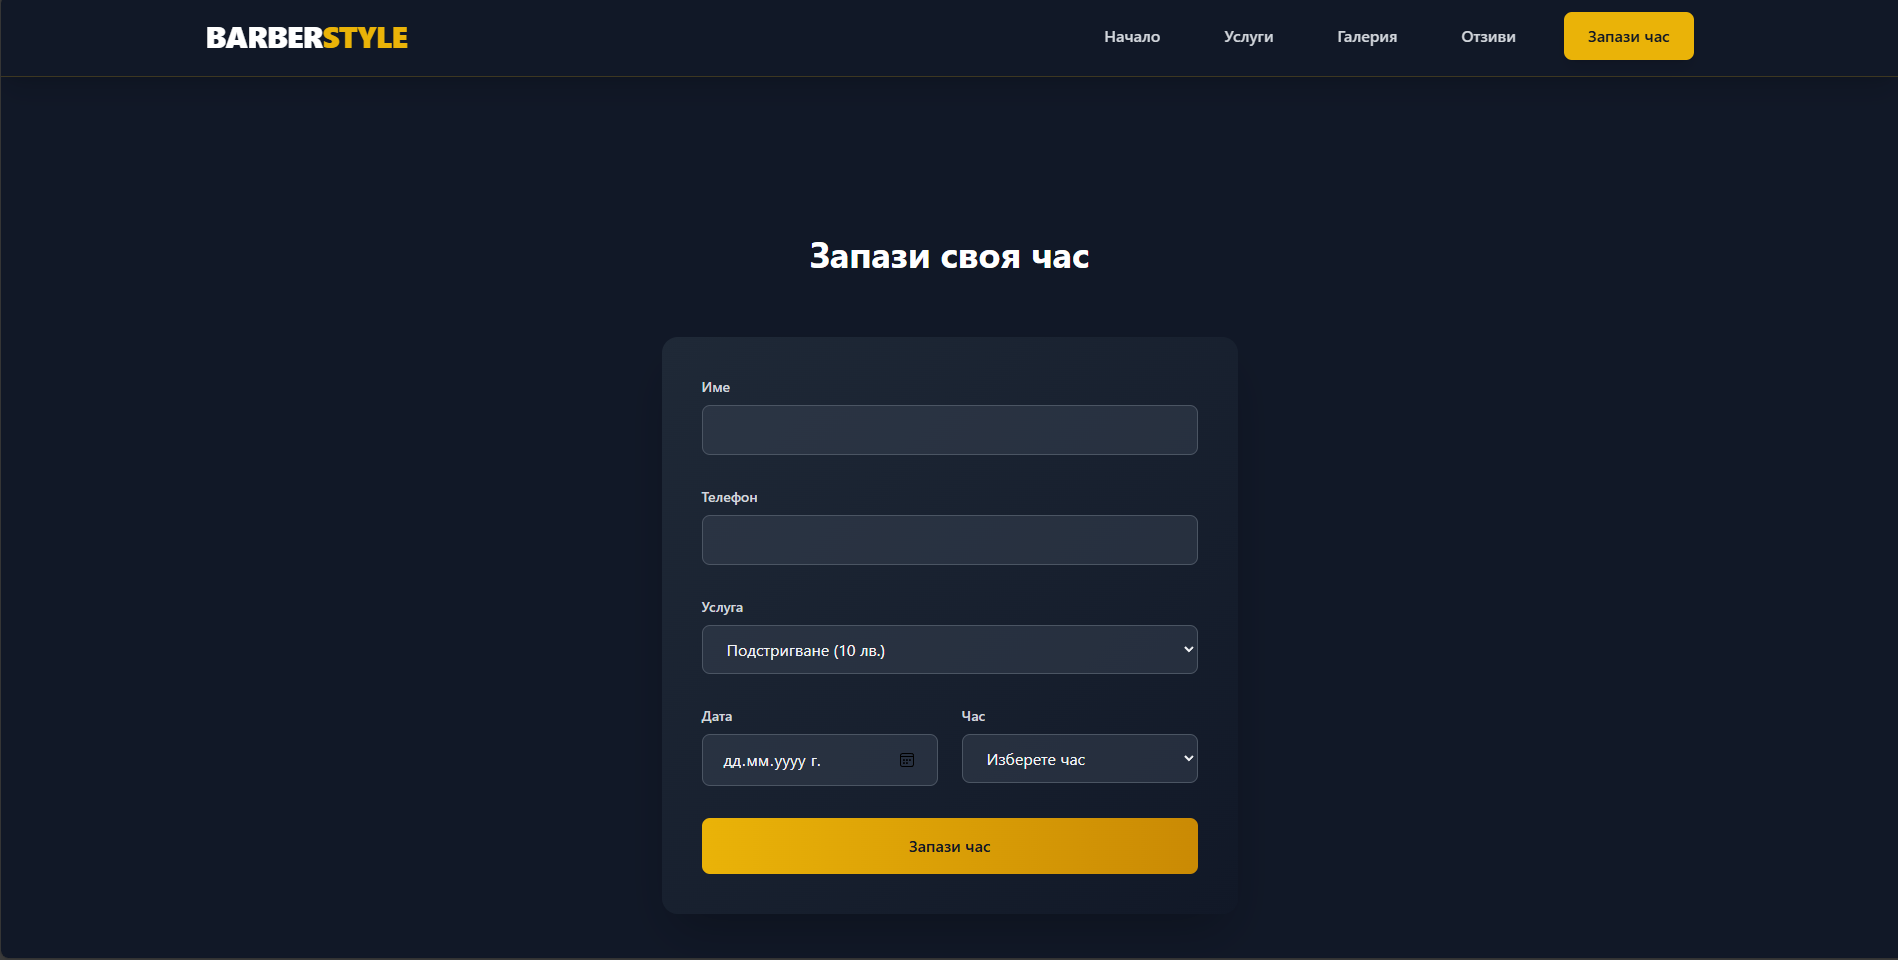 BARBERSTYLE
Начало
Услуги
Галерия
Отзиви
Запази час
Запази своя час
Име
Телефон
Услуга
Подстригване (10 лв.)
Дата
Час
дд.мм.гггг г.
Изберете час
Запази час